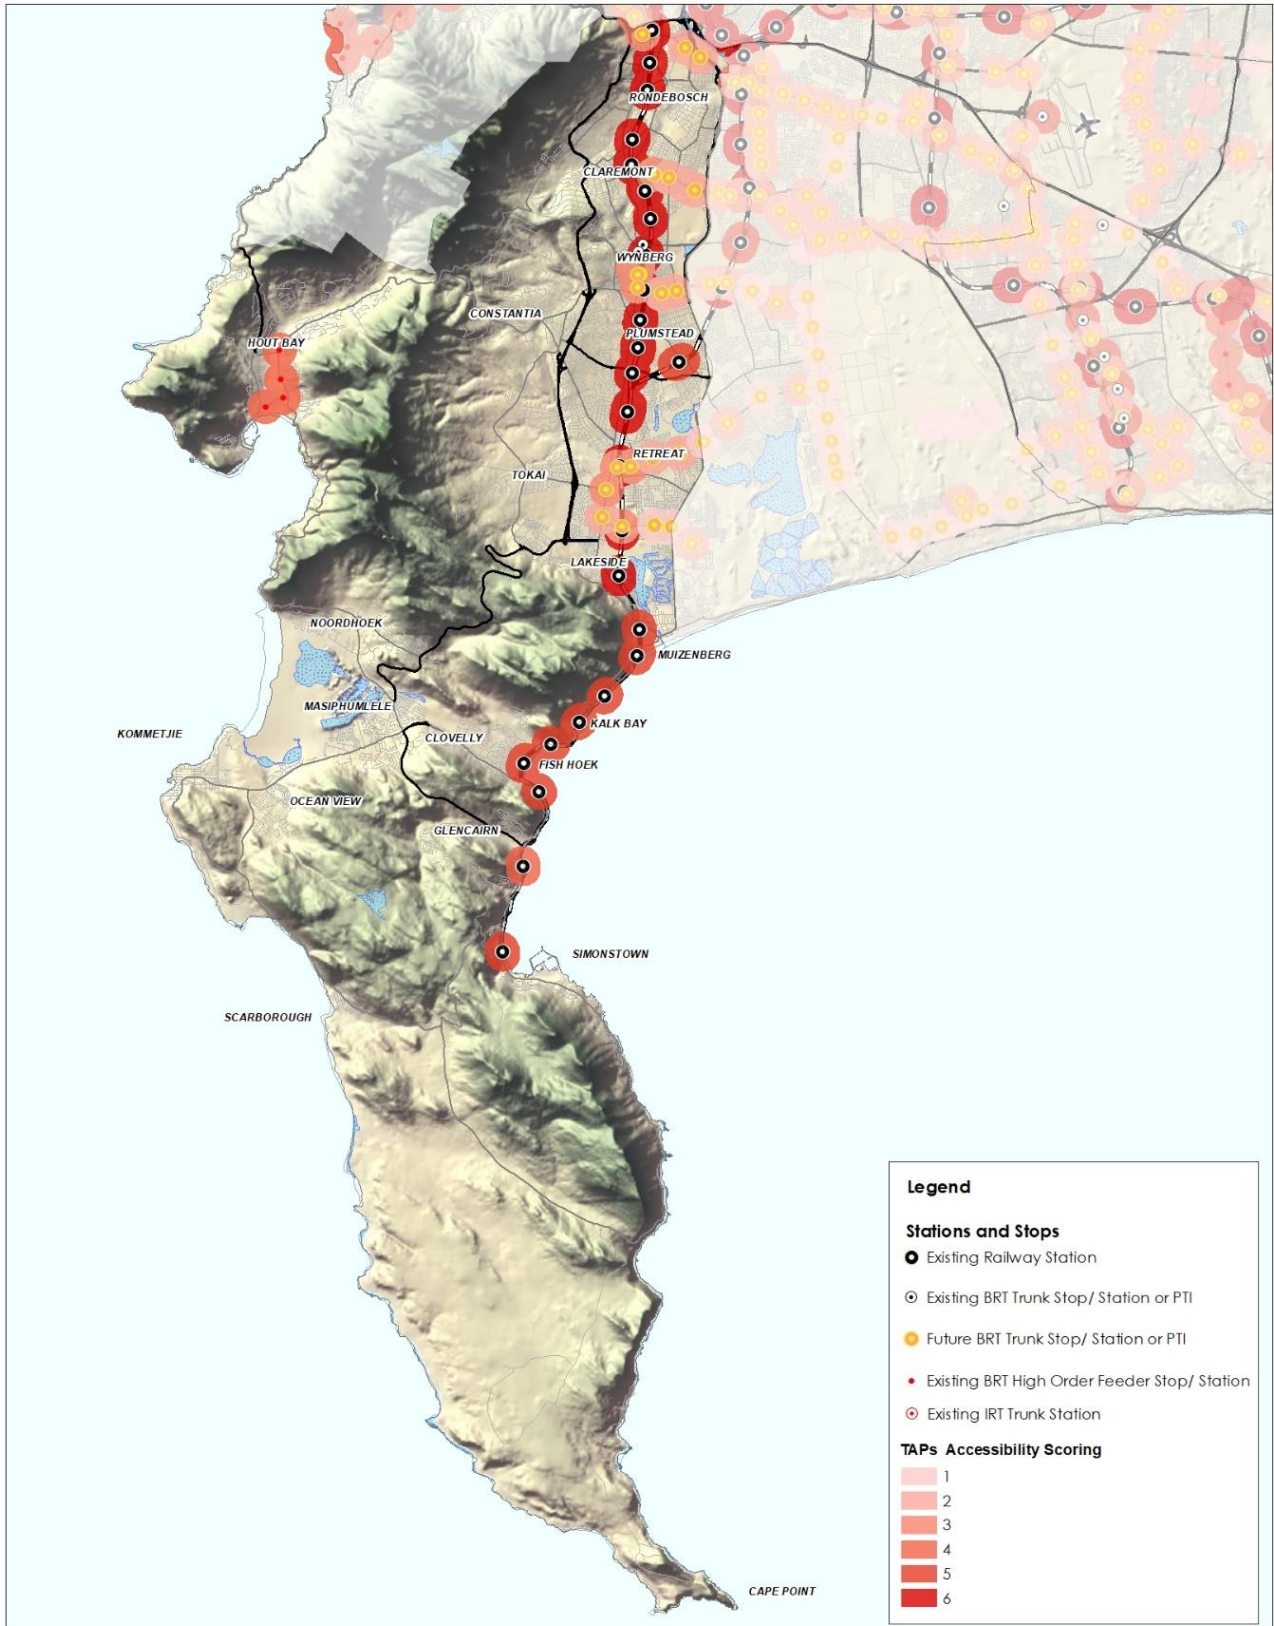 RONDEBOSCH
CLAREMONT
WYNBERG
CONSTANTIA
PLUMSTEAD
HOUT BAY
RETREAT
TOKAI
LAKESIDE
NOORDHOEK
MUIZENBERG
MASIPHUMLELE
KALK BAY
KOMMETJIE
CLOVELLY
FISH HOEK
OCEAN VIEW
GLENCAIRN
SIMONSTOWN
SCARBOROUGH
CAPE POINT
Legend
Stations and Stops
Existing Railway Station
Existing BRT Trunk Stop/ Station or PTI
Future BRT Trunk Stop/ Station or PTI
Existing BRT High Order Feeder Stop/ Station
Existing IRT Trunk Station
TAPs Accessibility Scoring
1
2
3
4
5
6